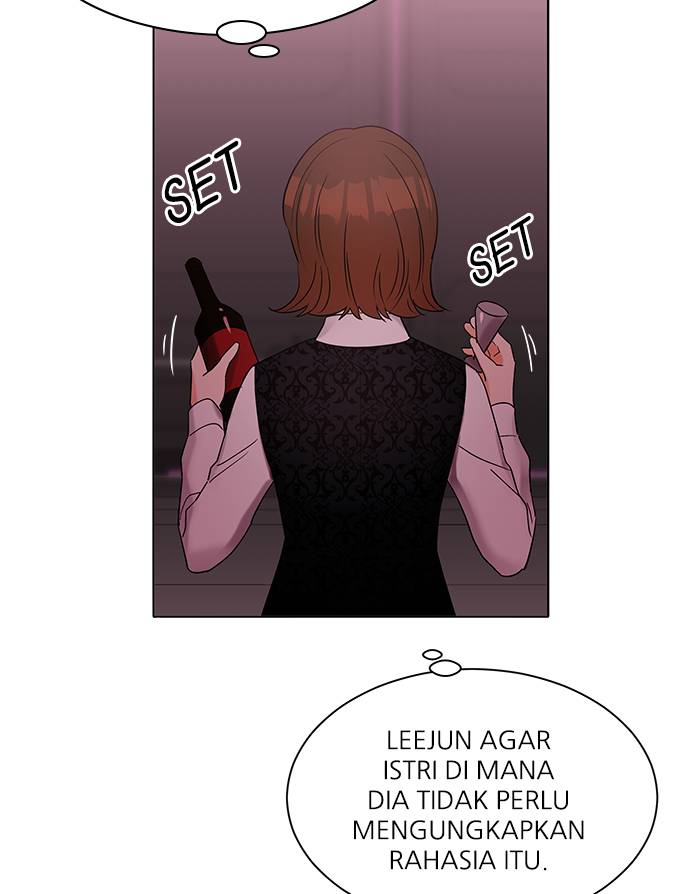 SET
SET
LEEJUN AGAR
ISTRI DI MANA
DIA TIDAK PERLU
MENGUNGKAPKAN
RAHASIA ITU.